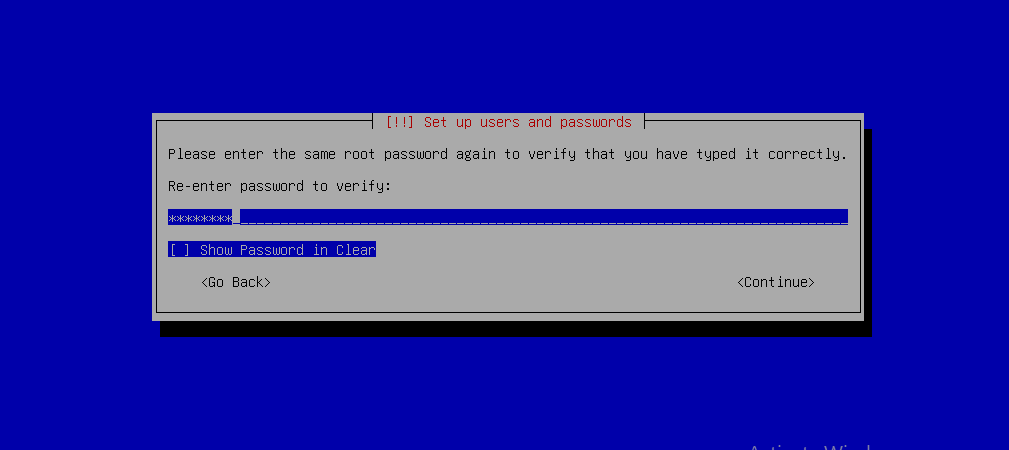 [!!] Set up users and passwords
Please enter the same root password again to verify that you have typed it correctly.
Re-enter password to verify:
********
[ ] Show Password in Clear
<Go Back> <Continue>